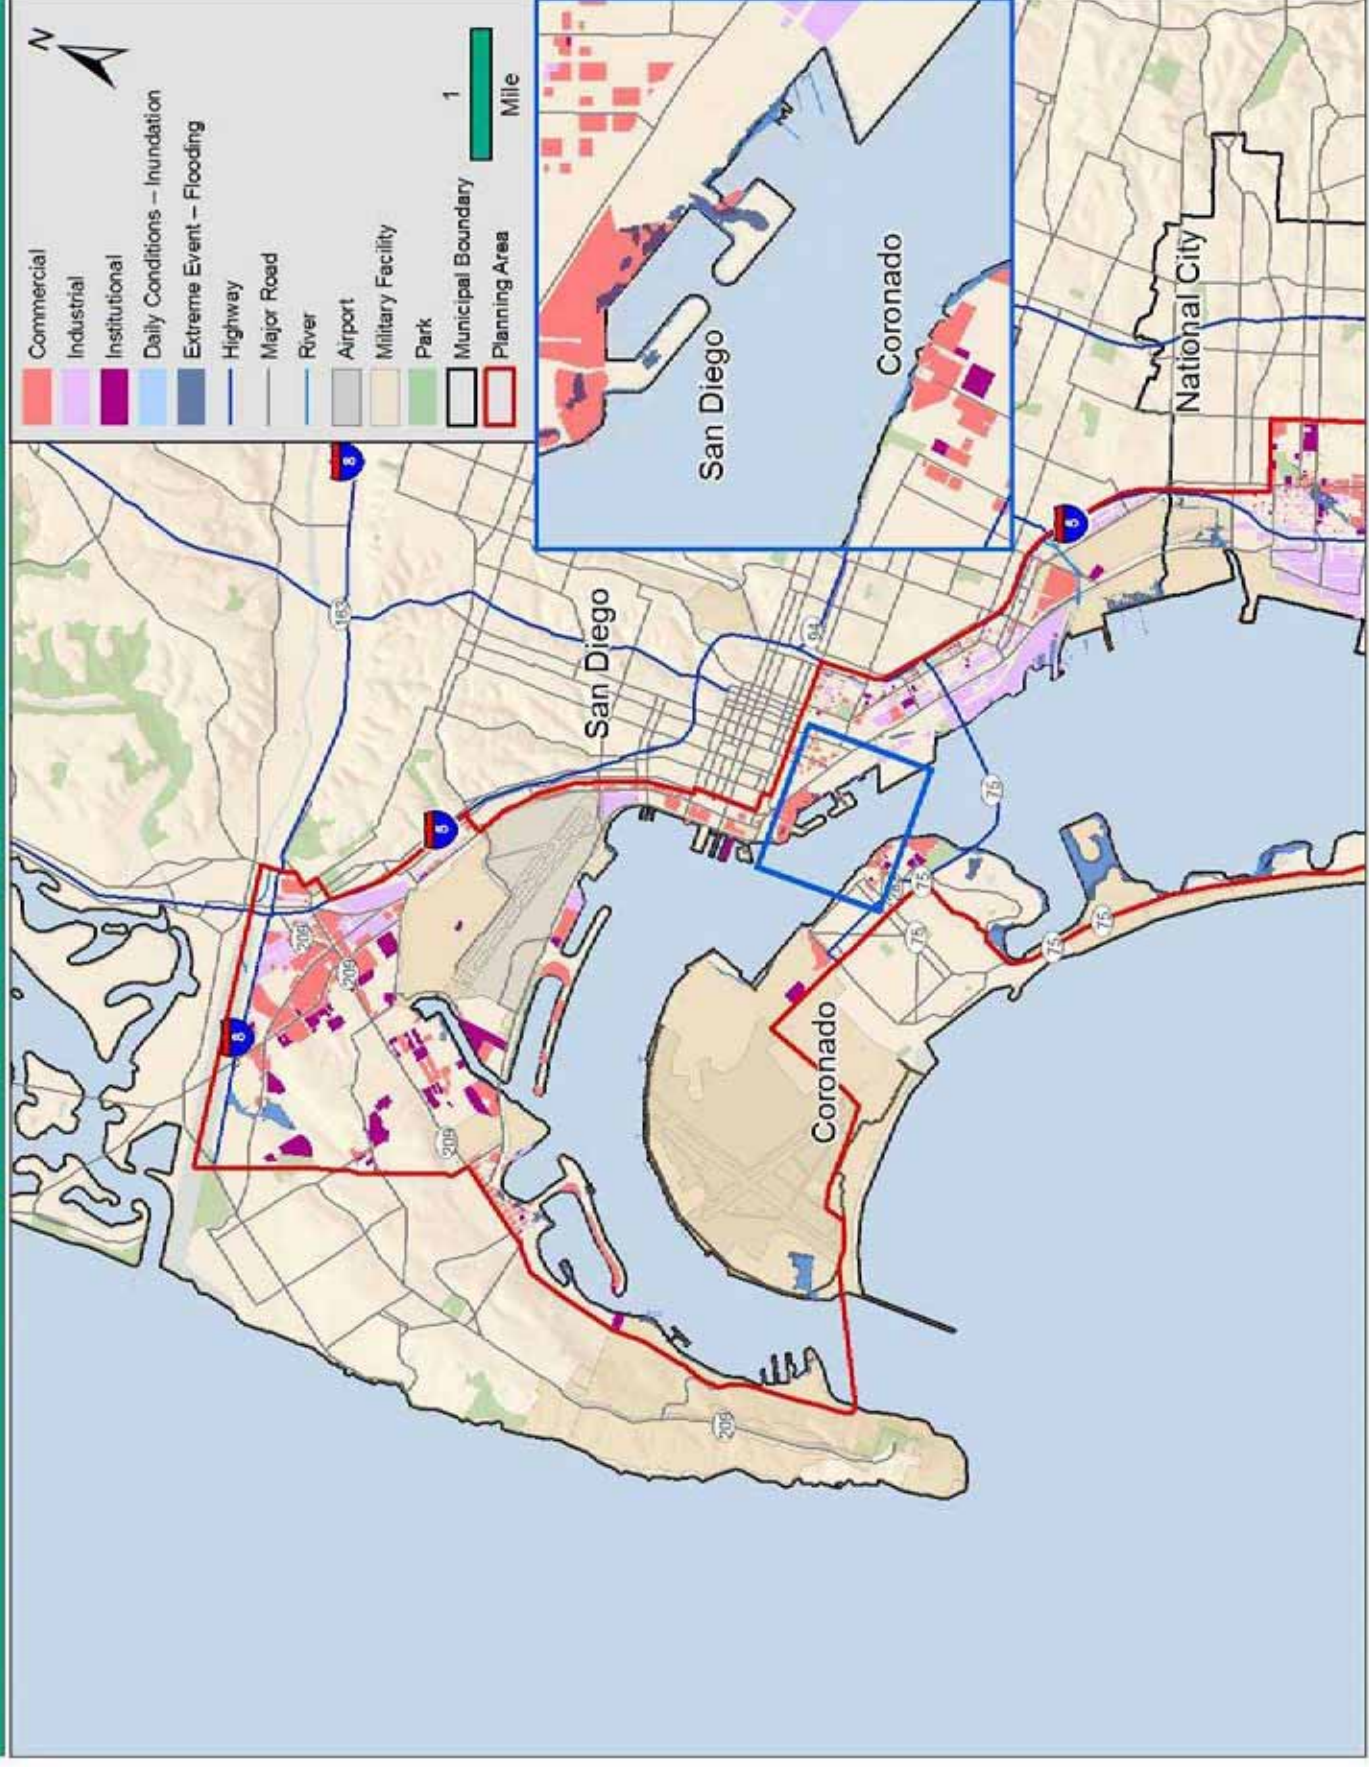 N
Commercial
Industrial
Institutional
Daily Conditions – Inundation
Extreme Event – Flooding
Highway
Major Road
River
Airport
Military Facility
Park
Municipal Boundary
Planning Area
1
Mile
San Diego
Coronado
8
163
San Diego
5
94
5
National City
8
209
209
209
209
75
75
75
75
75
Coronado